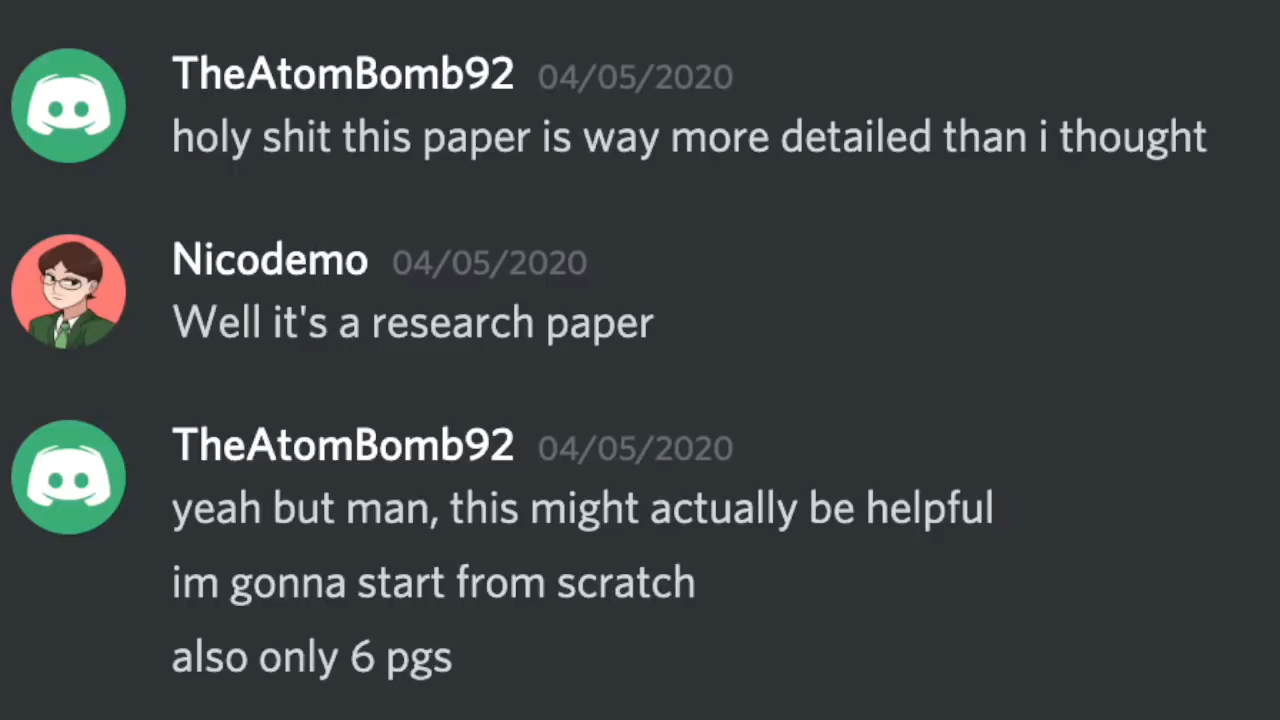 TheAtomBomb92 04/05/2020
holy shit this paper is way more detailed than i thought
Nicodemo 04/05/2020
Well it's a research paper
TheAtomBomb92 04/05/2020
yeah but man, this might actually be helpful
im gonna start from scratch
also only 6 pgs